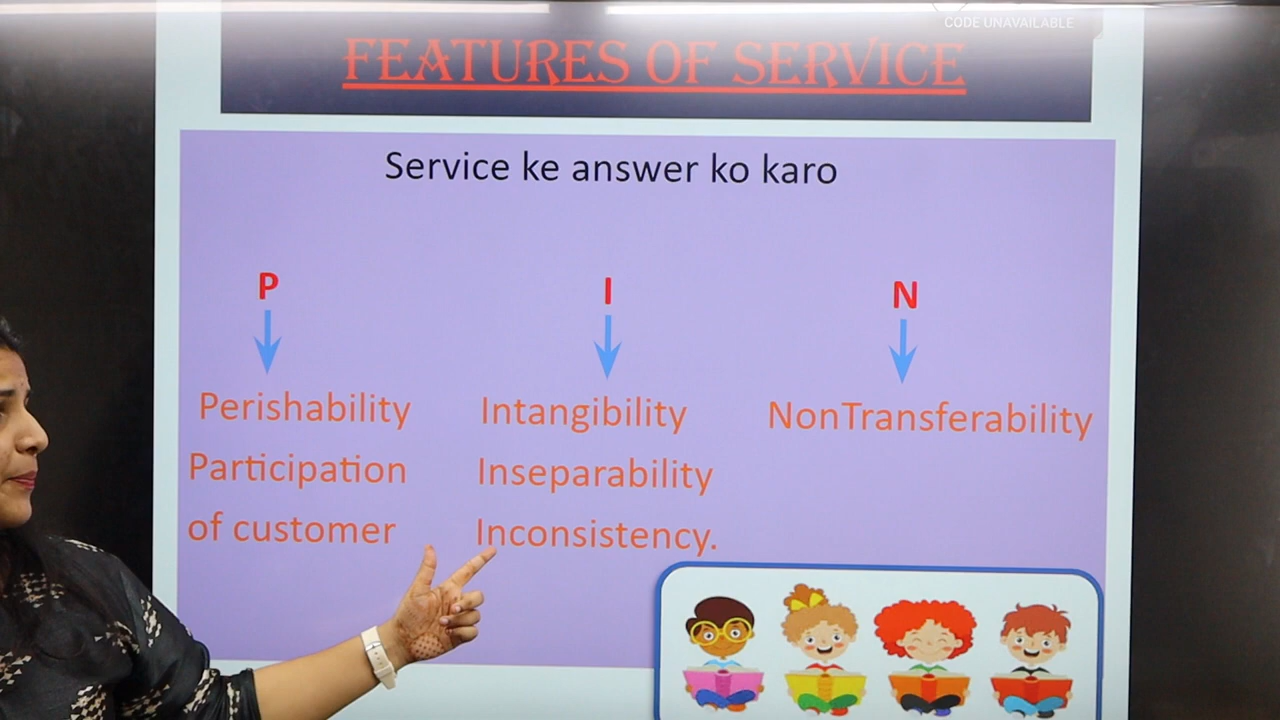 CODE UNAVAILABLE
FEATURES OF SERVICE
Service ke answer ko karo
P I N
Perishability Intangibility NonTransferability
Participation Inseparability
of customer Inconsistency.